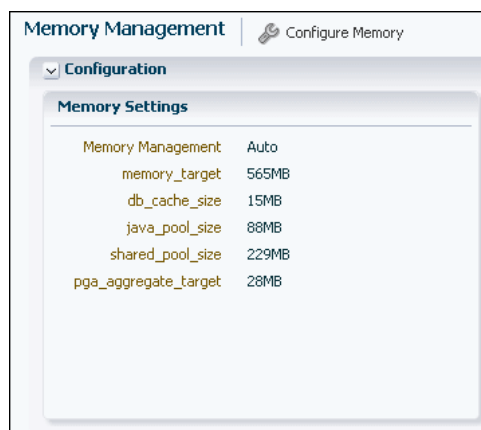 Memory Management Configure Memory
Configuration
Memory Settings
Memory Management Auto
memory_target 565MB
db_cache_size 15MB
java_pool_size 88MB
shared_pool_size 229MB
pga_aggregate_target 28MB